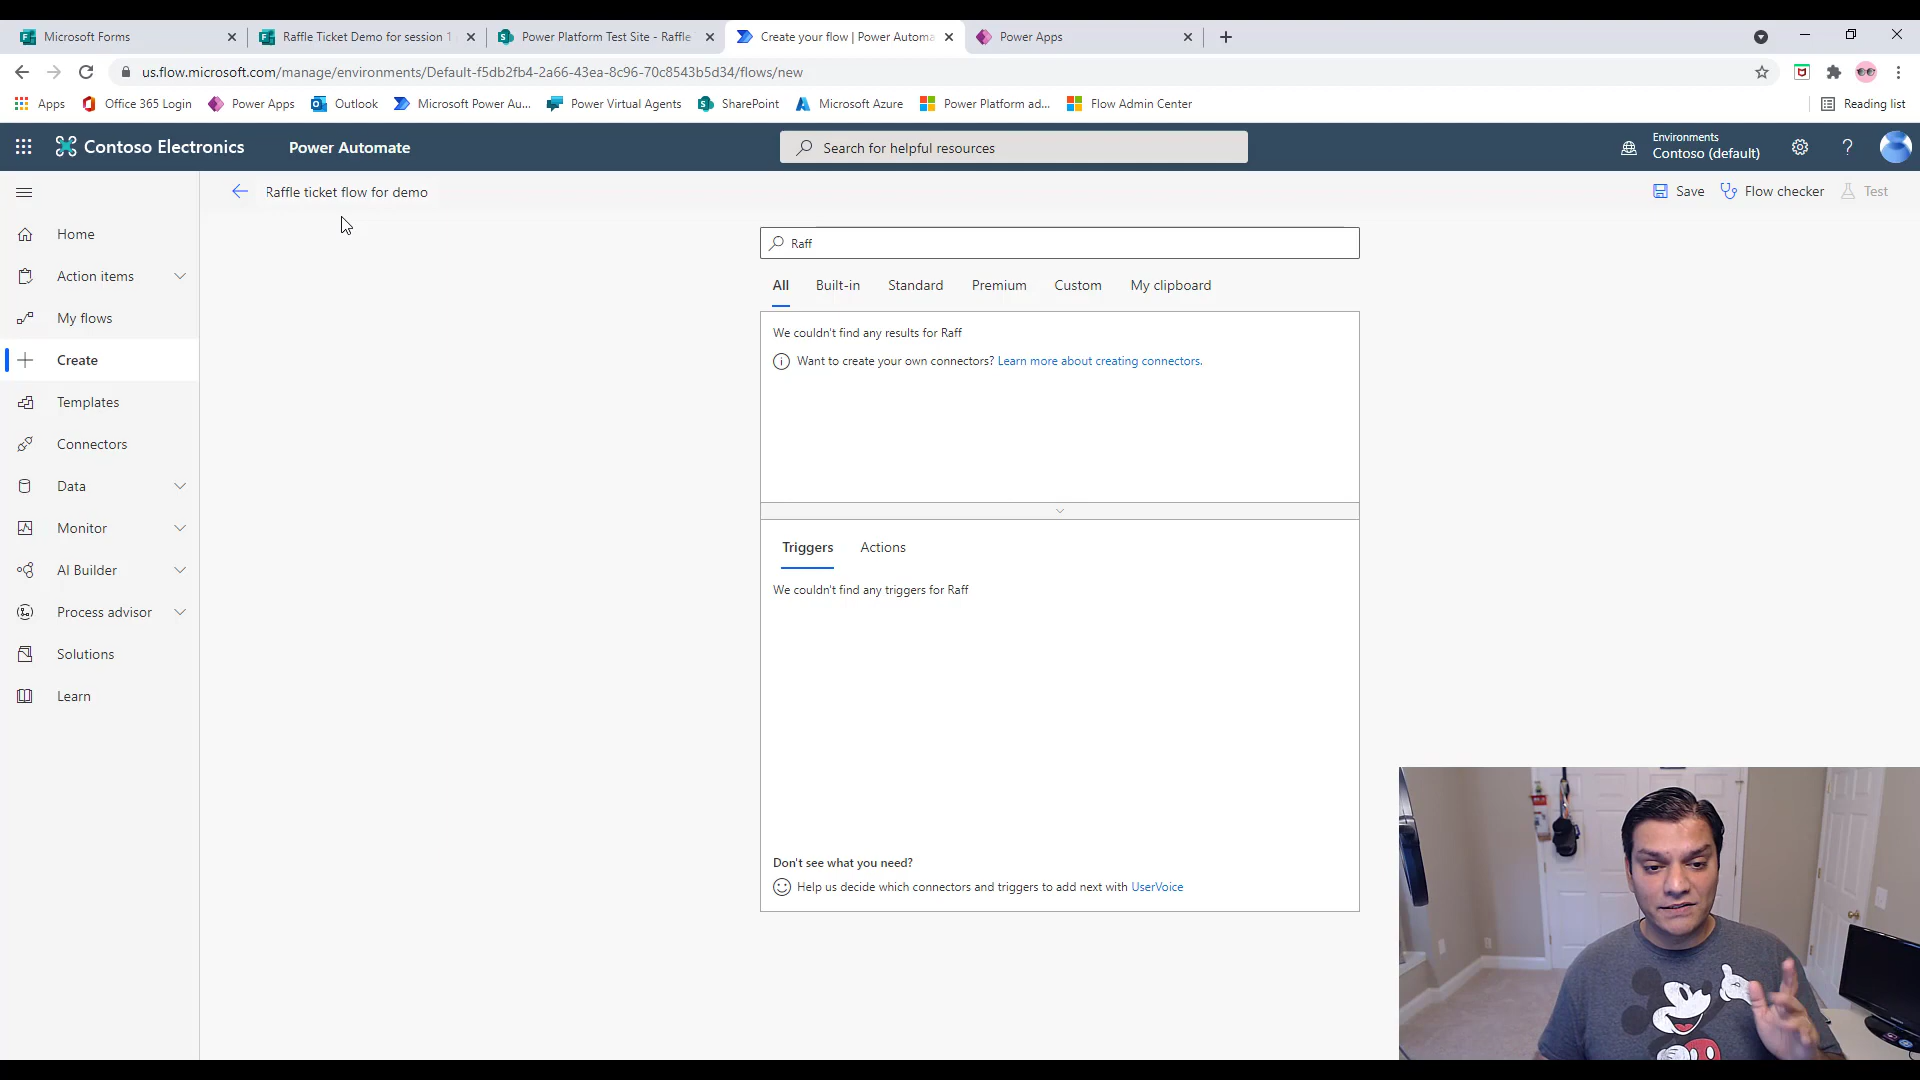 Microsoft Forms
Raffle Ticket Demo for session 1
Power Platform Test Site - Raffle
Create your flow | Power Automa
Power Apps
us.flow.microsoft.com/manage/environments/Default-f5db2fb4-2a66-43ea-8c96-70c8543b5d34/flows/new
Apps
Office 365 Login
Power Apps
Outlook
Microsoft Power Au...
Power Virtual Agents
SharePoint
Microsoft Azure
Power Platform ad...
Flow Admin Center
Reading list
Contoso Electronics
Power Automate
Search for helpful resources
Environments
Contoso (default)
Raffle ticket flow for demo
Save
Flow checker
Test
Home
Action items
My flows
Create
Templates
Connectors
Data
Monitor
AI Builder
Process advisor
Solutions
Learn
Raff
All
Built-in
Standard
Premium
Custom
My clipboard
We couldn't find any results for Raff
Want to create your own connectors? Learn more about creating connectors.
Triggers
Actions
We couldn't find any triggers for Raff
Don't see what you need?
Help us decide which connectors and triggers to add next with UserVoice